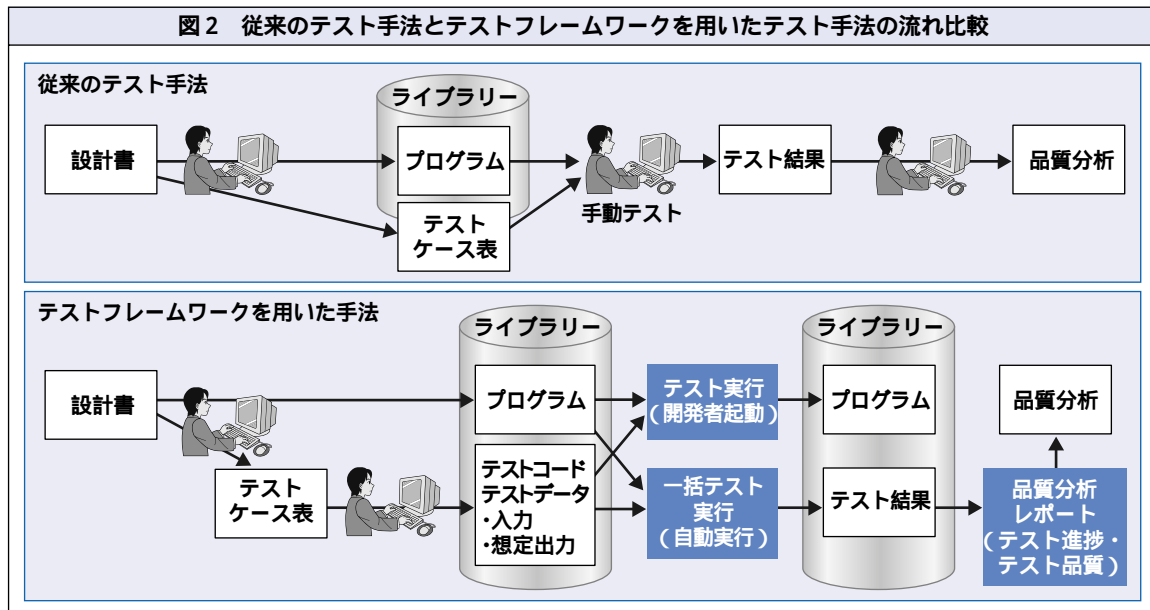 図2 従来のテスト手法とテストフレームワークを用いたテスト手法の流れ比較
従来のテスト手法
ライブラリー
設計書
プログラム
テスト
ケース表
手動テスト
テスト結果
品質分析
テストフレームワークを用いた手法
設計書
テスト
ケース表
ライブラリー
プログラム
テストコード
テストデータ
・入力
・想定出力
テスト実行
(開発者起動)
一括テスト
実行
(自動実行)
ライブラリー
プログラム
テスト結果
品質分析
品質分析
レポート
(テスト進捗・
テスト品質)